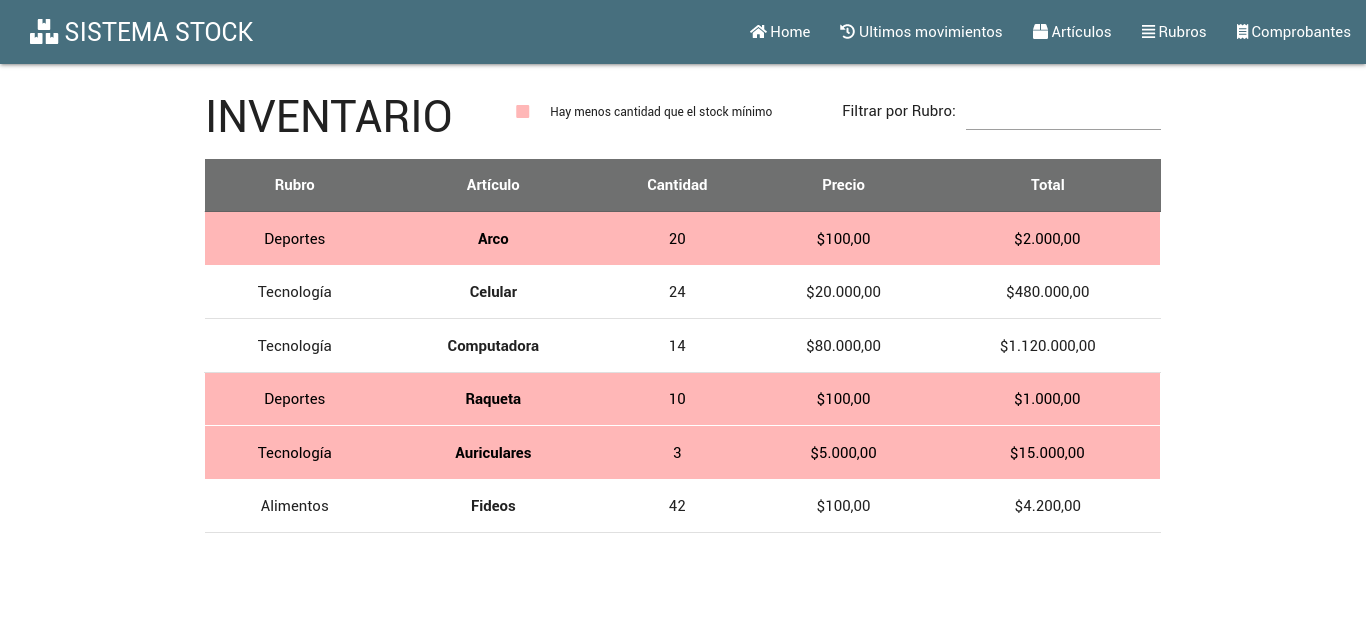 SISTEMA STOCK Home Ultimos movimientos Artículos Rubros Comprobantes
INVENTARIO Hay menos cantidad que el stock mínimo Filtrar por Rubro:
Rubro Artículo Cantidad Precio Total
Deportes Arco 20 $100,00 $2.000,00
Tecnología Celular 24 $20.000,00 $480.000,00
Tecnología Computadora 14 $80.000,00 $1.120.000,00
Deportes Raqueta 10 $100,00 $1.000,00
Tecnología Auriculares 3 $5.000,00 $15.000,00
Alimentos Fideos 42 $100,00 $4.200,00